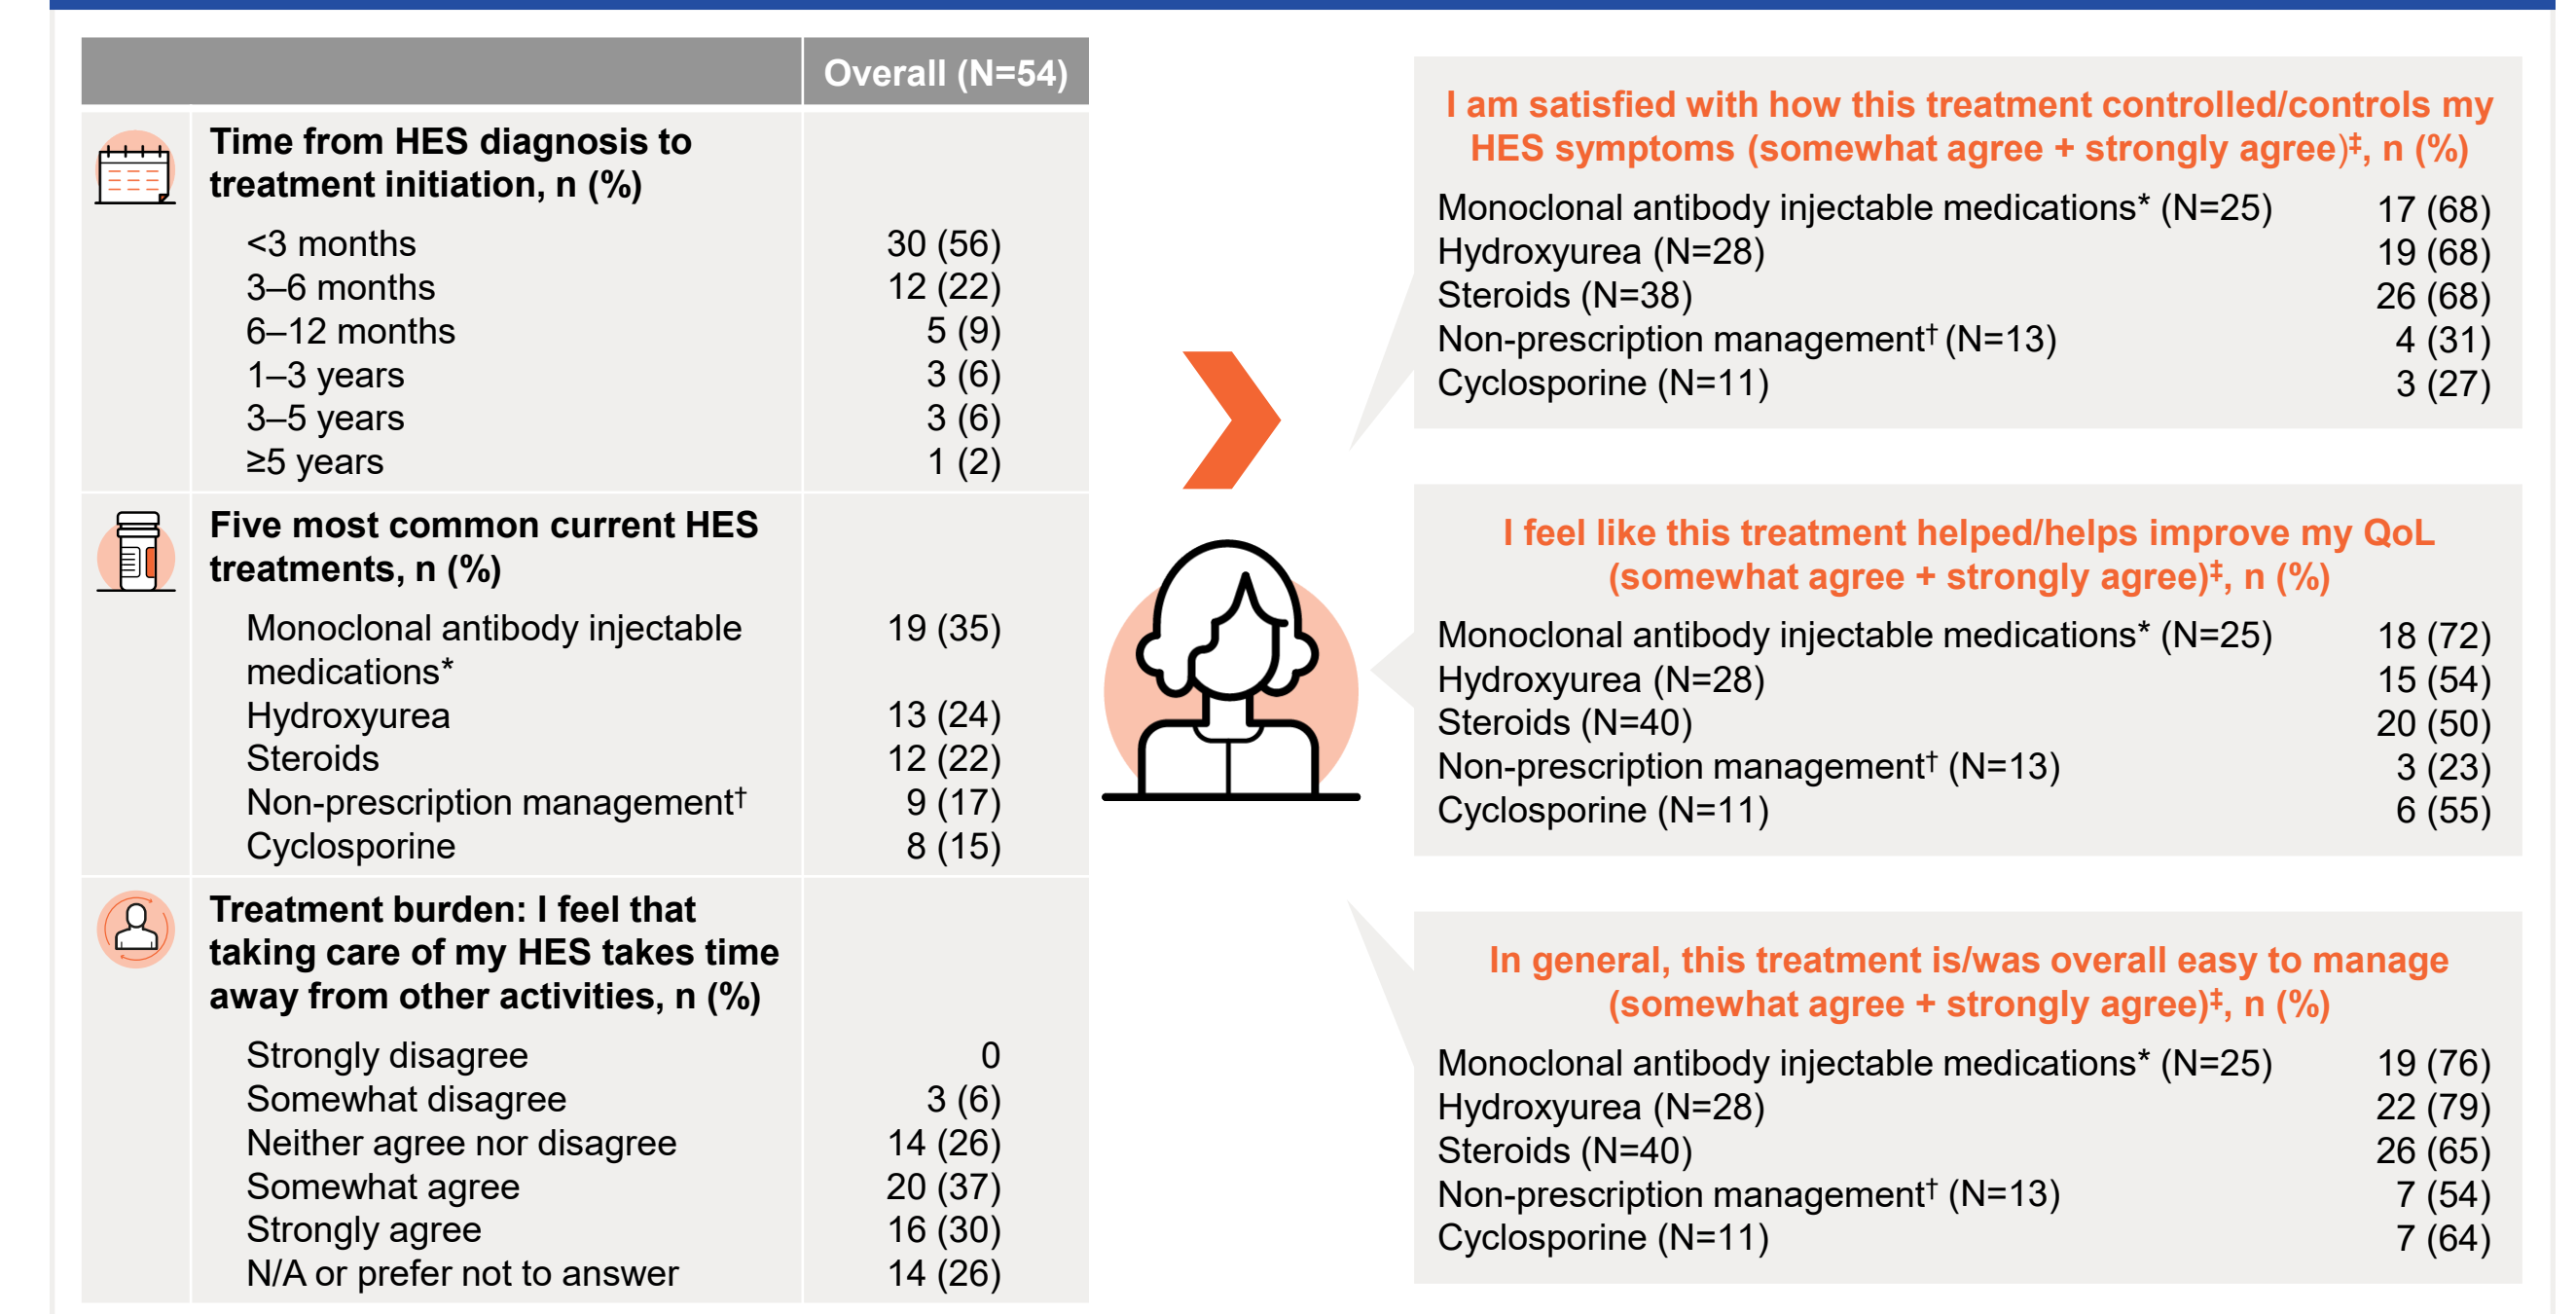 Overall (N=54)
Time from HES diagnosis to
treatment initiation, n (%)
<3 months 30 (56)
3–6 months 12 (22)
6–12 months 5 (9)
1–3 years 3 (6)
3–5 years 3 (6)
≥5 years 1 (2)
Five most common current HES
treatments, n (%)
Monoclonal antibody injectable 19 (35)
medications*
Hydroxyurea 13 (24)
Steroids 12 (22)
Non-prescription management† 9 (17)
Cyclosporine 8 (15)
Treatment burden: I feel that
taking care of my HES takes time
away from other activities, n (%)
Strongly disagree 0
Somewhat disagree 3 (6)
Neither agree nor disagree 14 (26)
Somewhat agree 20 (37)
Strongly agree 16 (30)
N/A or prefer not to answer 14 (26)
I am satisfied with how this treatment controlled/controls my
HES symptoms (somewhat agree + strongly agree)‡, n (%)
Monoclonal antibody injectable medications* (N=25) 17 (68)
Hydroxyurea (N=28) 19 (68)
Steroids (N=38) 26 (68)
Non-prescription management† (N=13) 4 (31)
Cyclosporine (N=11) 3 (27)
I feel like this treatment helped/helps improve my QoL
(somewhat agree + strongly agree)‡, n (%)
Monoclonal antibody injectable medications* (N=25) 18 (72)
Hydroxyurea (N=28) 15 (54)
Steroids (N=40) 20 (50)
Non-prescription management† (N=13) 3 (23)
Cyclosporine (N=11) 6 (55)
In general, this treatment is/was overall easy to manage
(somewhat agree + strongly agree)‡, n (%)
Monoclonal antibody injectable medications* (N=25) 19 (76)
Hydroxyurea (N=28) 22 (79)
Steroids (N=40) 26 (65)
Non-prescription management† (N=13) 7 (54)
Cyclosporine (N=11) 7 (64)